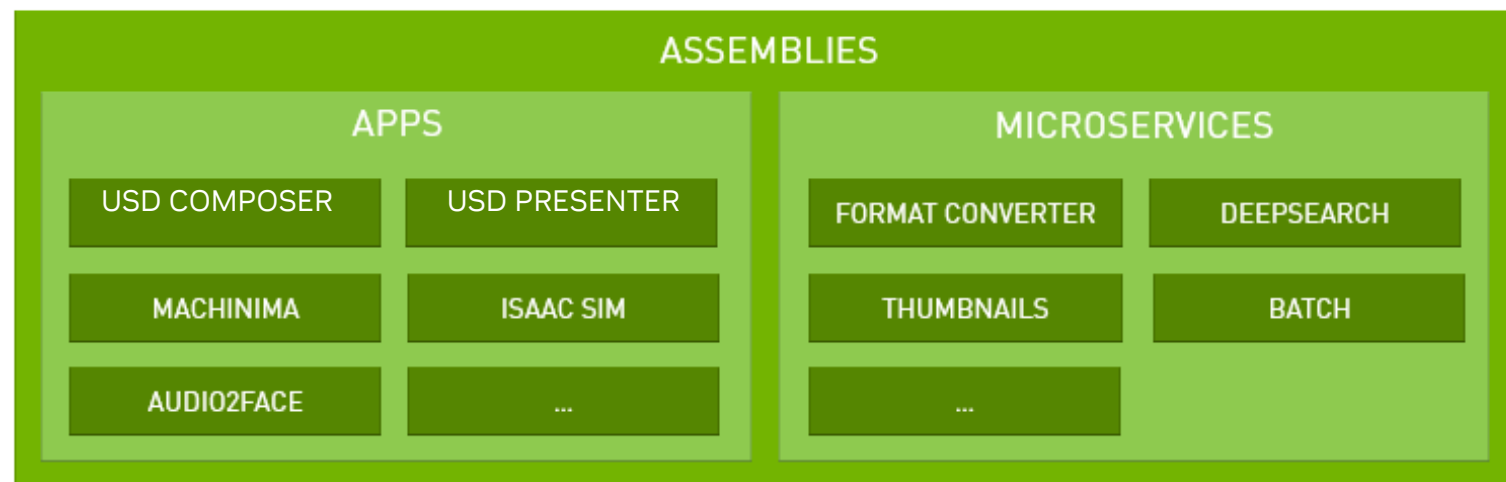 ASSEMBLIES
APPS
USD COMPOSER
USD PRESENTER
MACHINIMA
ISAAC SIM
AUDIO2FACE
...
MICROSERVICES
FORMAT CONVERTER
DEEPSEARCH
THUMBNAILS
BATCH
...